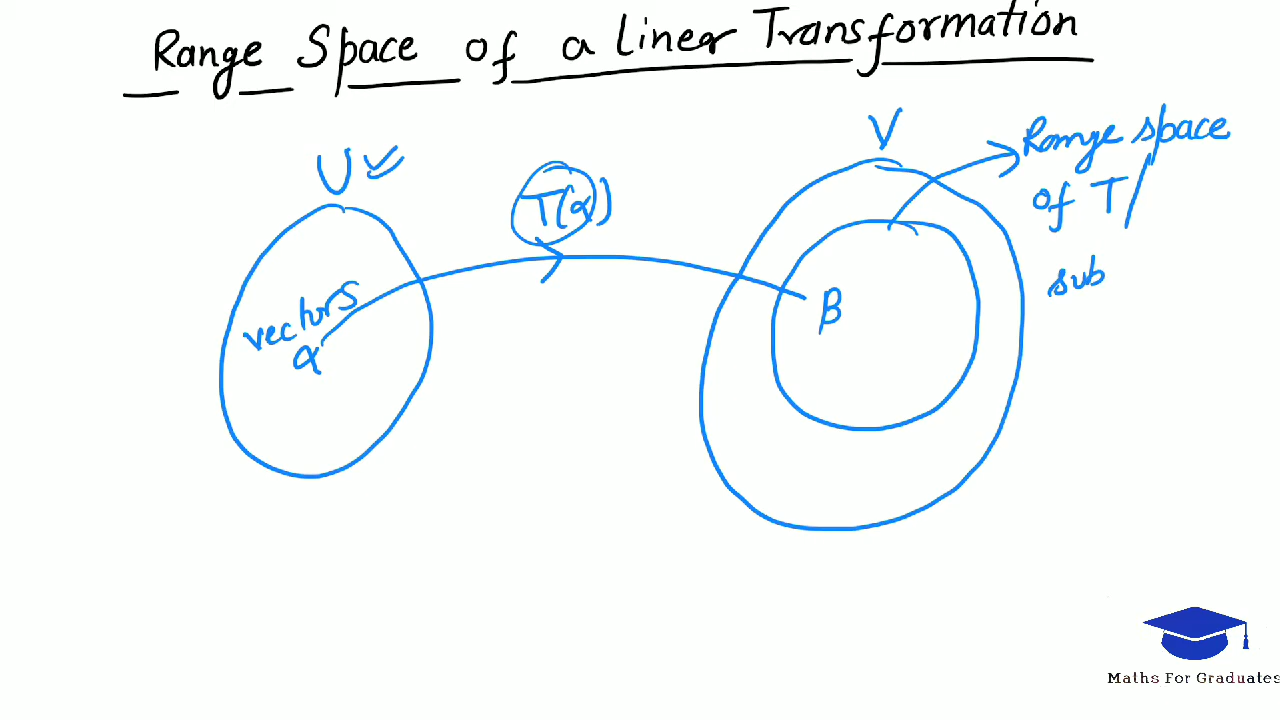 Range Space of a Linear Transformation
U
V
T(α)
Range space
of T
sub
vectors
α
β
Maths For Graduates